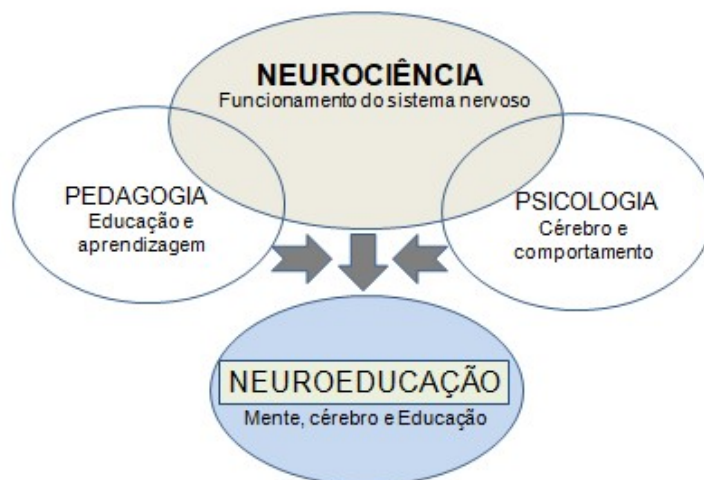 NEUROCIÊNCIA
Funcionamento do sistema nervoso
PEDAGOGIA
Educação e
aprendizagem
PSICOLOGIA
Cérebro e
comportamento
NEUROEDUCAÇÃO
Mente, cérebro e Educação